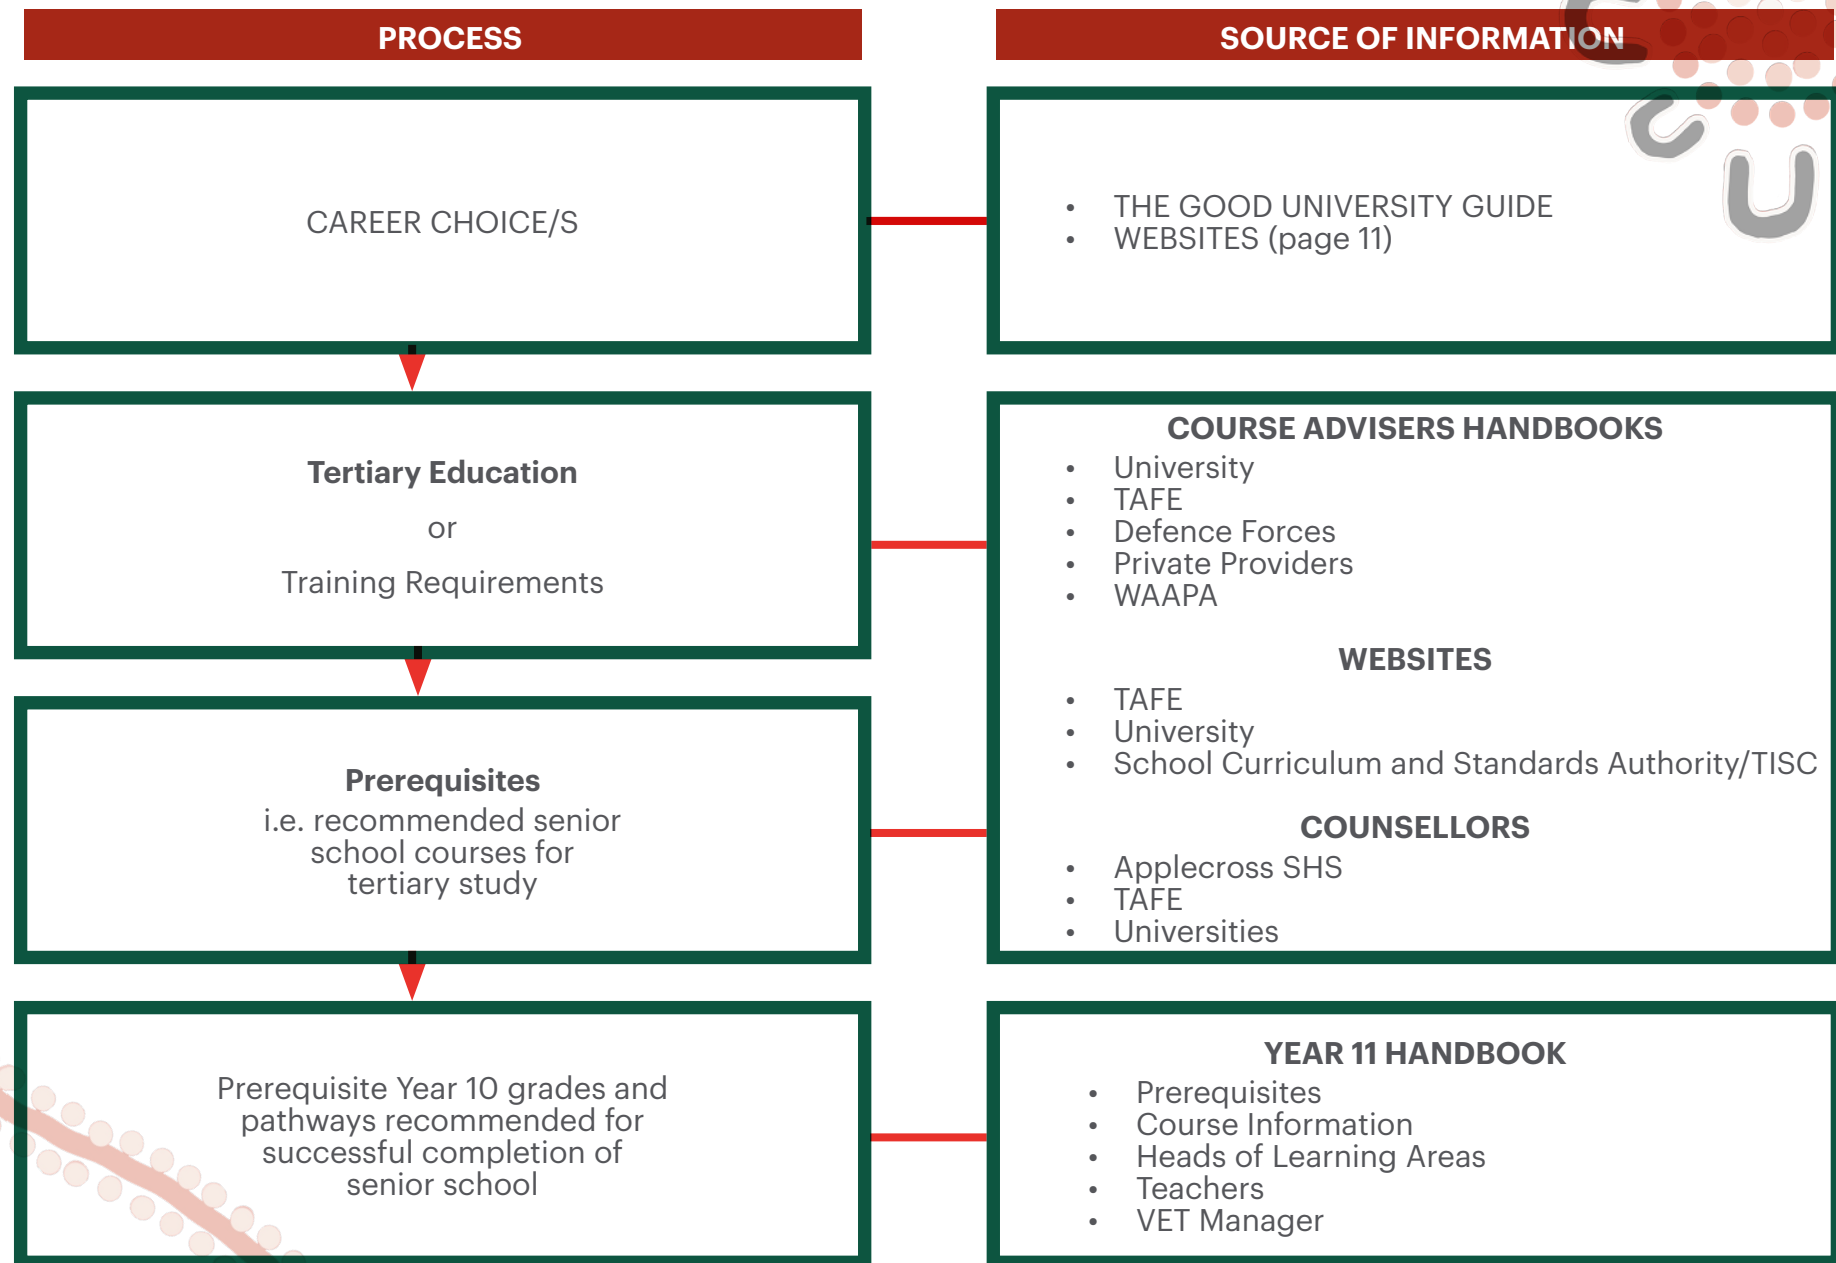 PROCESS
SOURCE OF INFORMATION
CAREER CHOICE/S
• THE GOOD UNIVERSITY GUIDE
• WEBSITES (page 11)
Tertiary Education
or
Training Requirements
COURSE ADVISERS HANDBOOKS
• University
• TAFE
• Defence Forces
• Private Providers
• WAAPA
WEBSITES
• TAFE
• University
• School Curriculum and Standards Authority/TISC
COUNSELLORS
• Applecross SHS
• TAFE
• Universities
Prerequisites
i.e. recommended senior
school courses for
tertiary study
Prerequisite Year 10 grades and
pathways recommended for
successful completion of
senior school
YEAR 11 HANDBOOK
• Prerequisites
• Course Information
• Heads of Learning Areas
• Teachers
• VET Manager